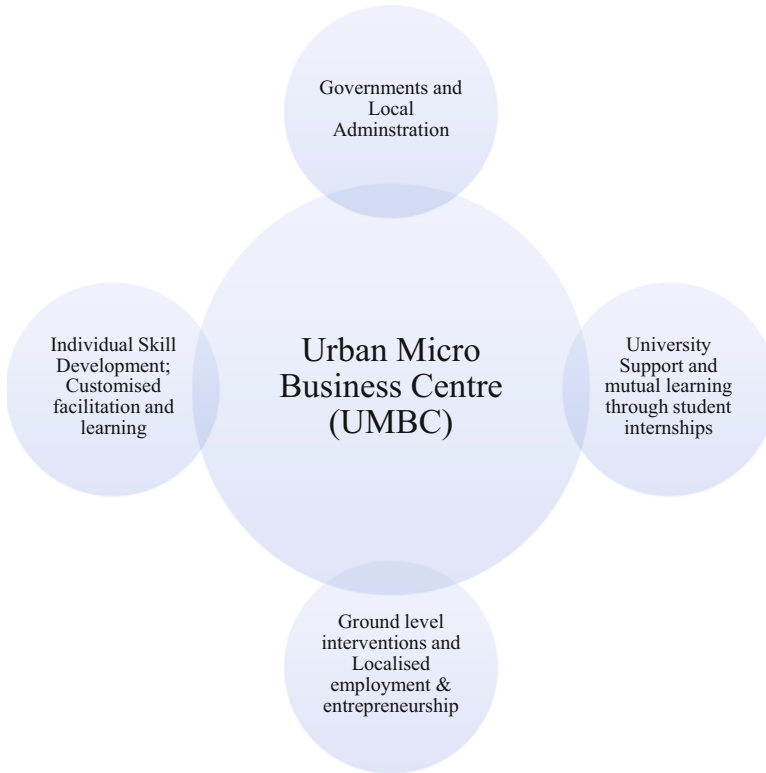 Governments and
Local
Adminstration
Individual Skill
Development;
Customised
facilitation and
learning
Urban Micro
Business Centre
(UMBC)
University
Support and
mutual learning
through student
internships
Ground level
interventions and
Localised
employment &
entrepreneurship